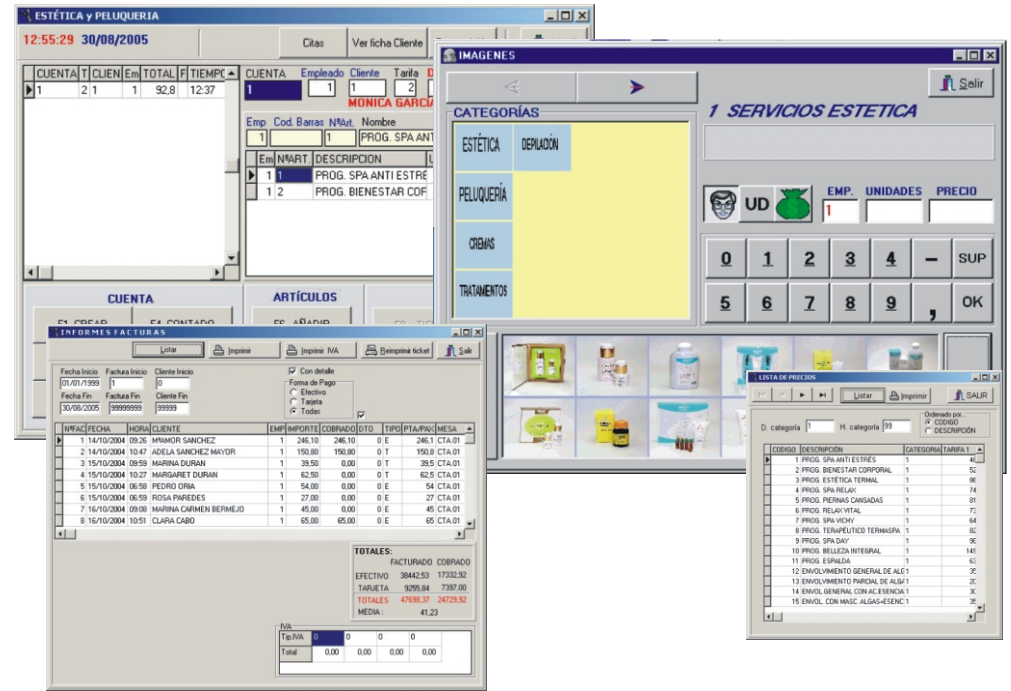 ESTÉTICA y PELUQUERIA
12:55:29 30/08/2005
Citas
Ver ficha Cliente
CUENTA T CLIEN Em TOTAL F TIEMPO
1 2 1 1 92,8 12:37
CUENTA Empleado Cliente Tarifa
1 1 1 2
MONICA GARCÍA
Emp Cod. Barras NºArt. Nombre
1 1 PROG. SPA ANT
Em NºART. DESCRIPCION
1 1 PROG. SPA ANTI ESTRÉ
1 2 PROG. BIENESTAR COF
CUENTA
ARTÍCULOS
IMAGENES
Salir
CATEGORÍAS
ESTÉTICA DEPILACIÓN
PELUQUERÍA
CREMAS
TRATAMIENTOS
1 SERVICIOS ESTETICA
UD
EMP. UNIDADES PRECIO
1
0 1 2 3 4 – SUP
5 6 7 8 9 , OK
INFORMES FACTURAS
Listar Imprimir Imprimir IVA Reimprimir ticket Salir
Fecha Inicio Factura Inicio Cliente Inicio
01/01/1999 1 0
Fecha Fin Factura Fin Cliente Fin
30/08/2005 99999999 99999
Con detalle
Forma de Pago
Efectivo
Tarjeta
Todas
NºFAC FECHA HORA CLIENTE EMP IMPORTE COBRADO DTO TIPO PTA/PAX MESA
1 14/10/2004 09:26 MªAMOR SANCHEZ 1 246,10 246,10 0 T 246,1 CTA.01
2 14/10/2004 10:47 ADELA SANCHEZ MAYOR 1 150,80 150,80 0 T 150,8 CTA.01
3 15/10/2004 09:59 MARINA DURAN 1 39,50 0,00 0 T 39,5 CTA.01
4 15/10/2004 10:27 MARGARET DURAN 1 62,50 0,00 0 T 62,5 CTA.01
5 15/10/2004 06:58 PEDRO ORIA 1 54,00 0,00 0 E 54 CTA.01
6 15/10/2004 06:59 ROSA PAREDES 1 27,00 0,00 0 E 27 CTA.01
7 16/10/2004 09:08 MARINA CARMEN BERMEJO 1 45,00 0,00 0 E 45 CTA.01
8 16/10/2004 10:51 CLARA CABO 1 65,00 65,00 0 E 65 CTA.01
TOTALES:
FACTURADO COBRADO
EFECTIVO 38442,53 17332,92
TARJETA 9255,84 7397,00
TOTALES 47698,37 24729,92
MEDIA : 41,23
IVA
Tip.IVA 0 0 0 0
Total 0,00 0,00 0,00 0,00
LISTA DE PRECIOS
Listar Imprimir SALIR
D. categoría 1 H. categoría 99
Ordenado por...
CODIGO
DESCRIPCIÓN
CODIGO DESCRIPCIÓN CATEGORIA TARIFA 1
1 PROG. SPA ANTI ESTRÉS 1
2 PROG. BIENESTAR CORPORAL 1
3 PROG. ESTÉTICA TERMAL 1
4 PROG. SPA RELAX 1
5 PROG. PIERNAS CANSADAS 1
6 PROG. RELAX VITAL 1
7 PROG. SPA VICHY 1
8 PROG. TERAPÉUTICO TERMASPA 1
9 PROG. SPA DAY 1
10 PROG. BELLEZA INTEGRAL 1
11 PROG. ESPALDA 1
12 ENVOLVIMIENTO GENERAL DE ALG 1
13 ENVOLVIMIENTO PARCIAL DE ALGA 1
14 ENVOL.GENERAL CON AC.ESENCIA 1
15 ENVOL. CON MASC. ALGAS+ESENC 1